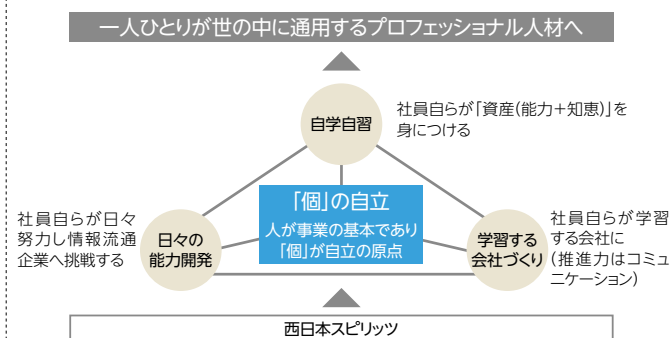 一人ひとりが世の中に通用するプロフェッショナル人材へ
自学自習
社員自らが「資産(能力+知恵)」を
身につける
「個」の自立
人が事業の基本であり
「個」が自立の原点
社員自らが日々
努力し情報流通
企業へ挑戦する
日々の
能力開発
学習する
会社づくり
社員自らが学習
する会社に
(推進力はコミュ
ニケーション)
西日本スピリッツ